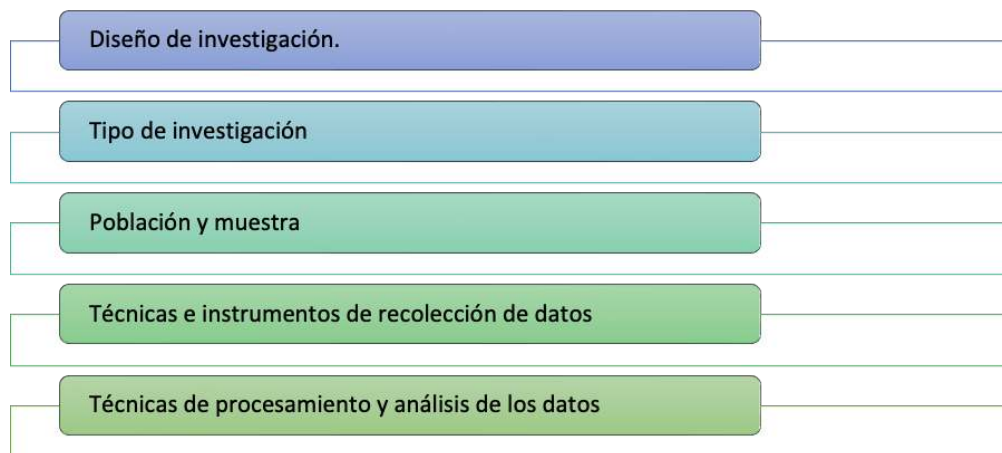 Diseño de investigación.
Tipo de investigación
Población y muestra
Técnicas e instrumentos de recolección de datos
Técnicas de procesamiento y análisis de los datos